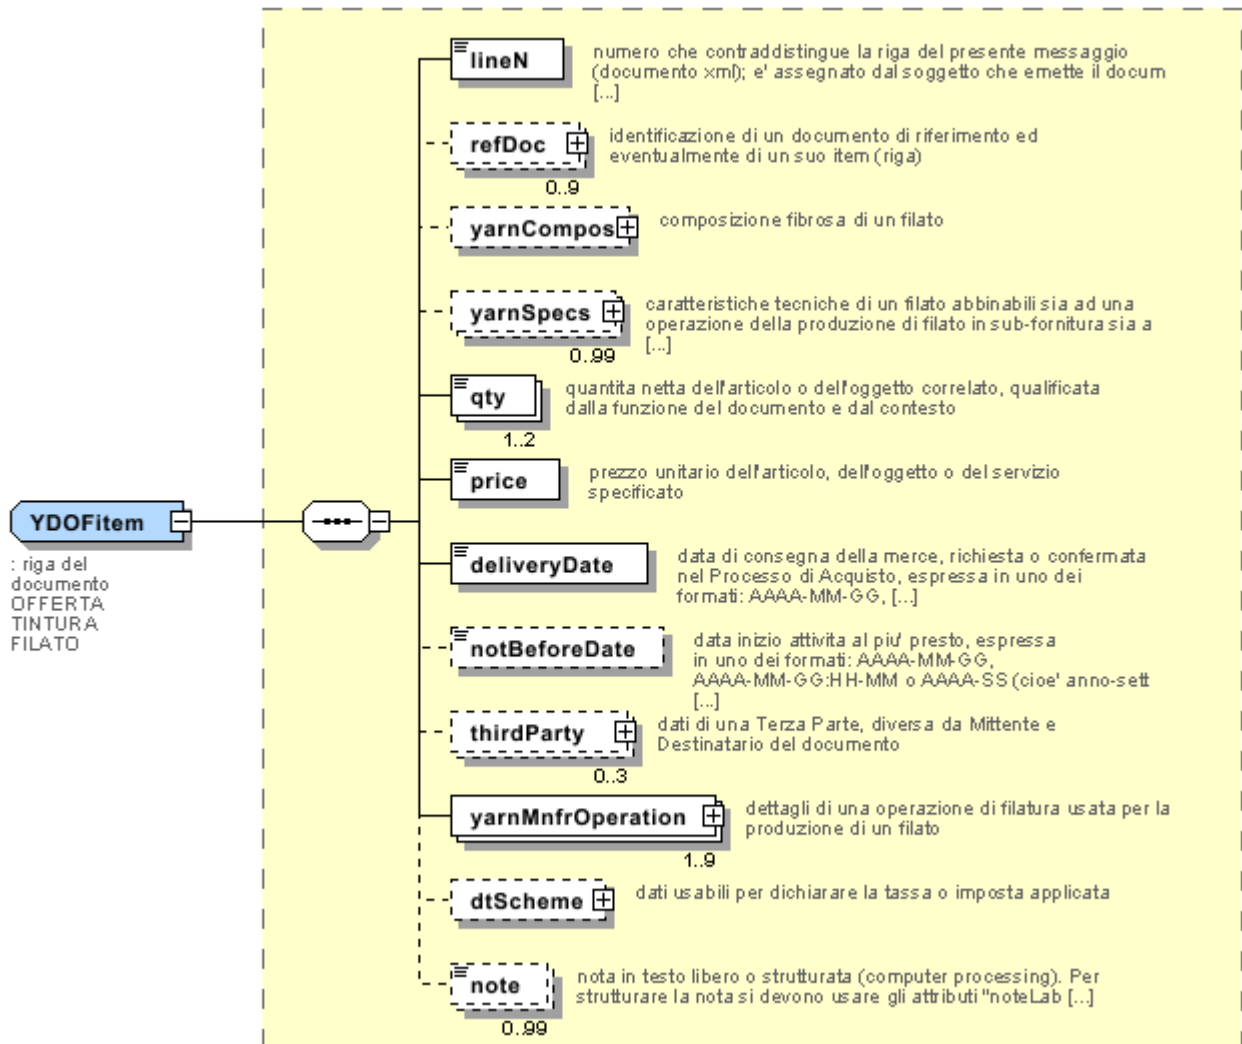 lineN
numero che contraddistingue la riga del presente messaggio
(documento xml); e' assegnato dal soggetto che emette il docum
[...]
refDoc
identificazione di un documento di riferimento ed
eventualmente di un suo item (riga)
0..9
yarnCompos
composizione fibrosa di un filato
yarnSpecs
caratteristiche tecniche di un filato abbinabili sia ad una
operazione della produzione di filato in sub-fornitura sia a
[...]
0..99
qty
quantita netta dell'articolo o dell'oggetto correlato, qualificata
dalla funzione del documento e dal contesto
1..2
price
prezzo unitario dell'articolo, dell'oggetto o del servizio
specificato
YDOFitem
: riga del
documento
OFFERTA
TINTURA
FILATO
deliveryDate
data di consegna della merce, richiesta o confermata
nel Processo di Acquisto, espressa in uno dei
formati: AAAA-MM-GG, [...]
notBeforeDate
data inizio attivita al piu' presto, espressa
in uno dei formati: AAAA-MM-GG,
AAAA-MM-GG:HH-MM o AAAA-SS (cioe' anno-sett
[...]
thirdParty
dati di una Terza Parte, diversa da Mittente e
Destinatario del documento
0..3
yarnMnfrOperation
dettagli di una operazione di filatura usata per la
produzione di un filato
1..9
dtScheme
dati usabili per dichiarare la tassa o imposta applicata
note
nota in testo libero o strutturata (computer processing). Per
strutturare la nota si devono usare gli attributi "noteLab [...]
0..99